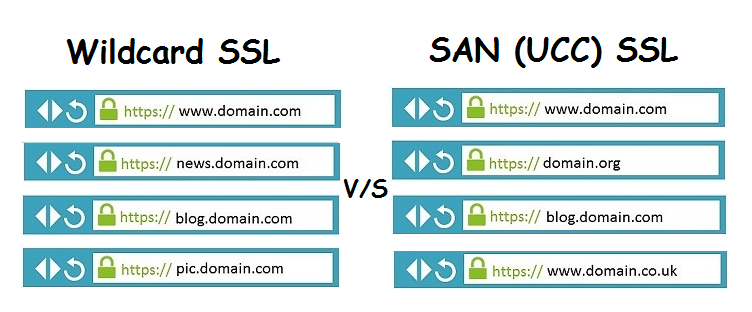 Wildcard SSL
https:// www.domain.com
https:// news.domain.com
https:// blog.domain.com
https:// pic.domain.com
V/S
SAN (UCC) SSL
https:// www.domain.com
https:// domain.org
https:// blog.domain.com
https:// www.domain.co.uk